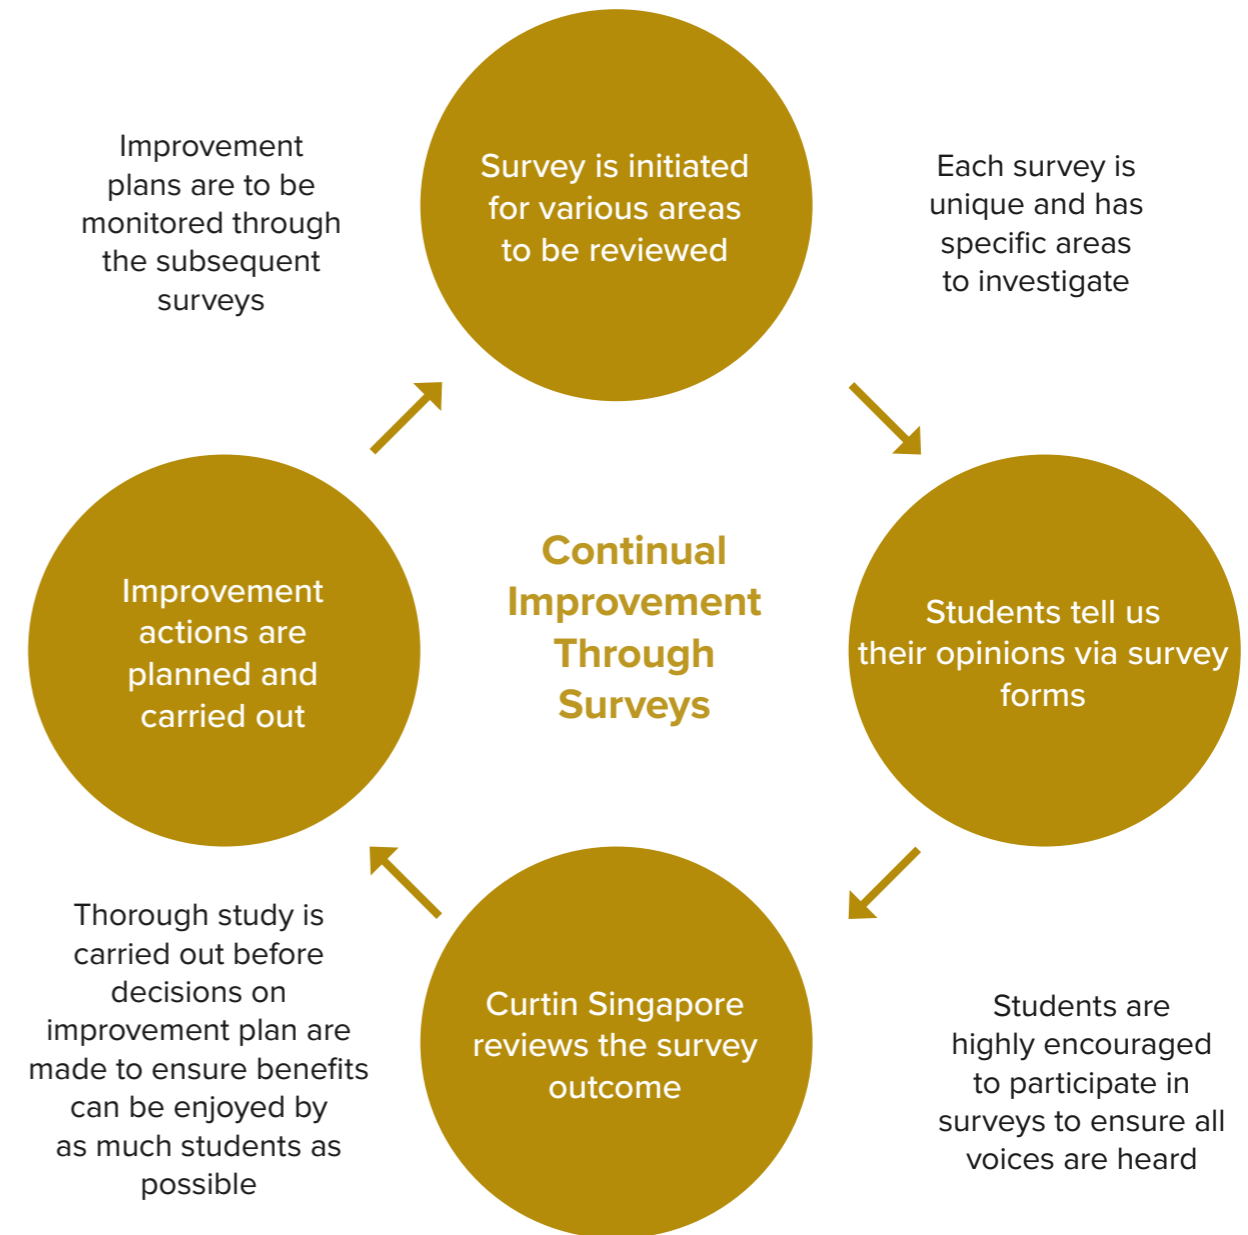 Survey is initiated
for various areas
to be reviewed
Each survey is
unique and has
specific areas
to investigate
Students tell us
their opinions via survey
forms
Students are
highly encouraged
to participate in
surveys to ensure all
voices are heard
Curtin Singapore
reviews the survey
outcome
Thorough study is
carried out before
decisions on
improvement plan are
made to ensure benefits
can be enjoyed by
as much students as
possible
Improvement
actions are
planned and
carried out
Improvement
plans are to be
monitored through
the subsequent
surveys
Continual
Improvement
Through
Surveys